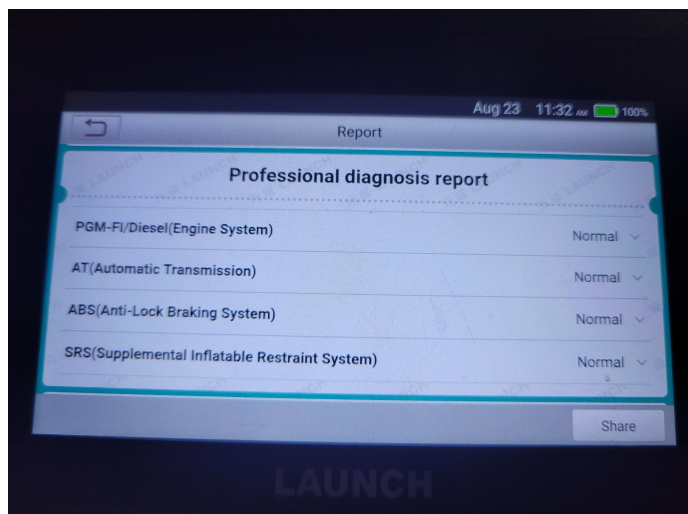 Aug 23 11:32 AM 100%
Report
Professional diagnosis report
PGM-FI/Diesel(Engine System) Normal
AT(Automatic Transmission) Normal
ABS(Anti-Lock Braking System) Normal
SRS(Supplemental Inflatable Restraint System) Normal
Share
LAUNCH